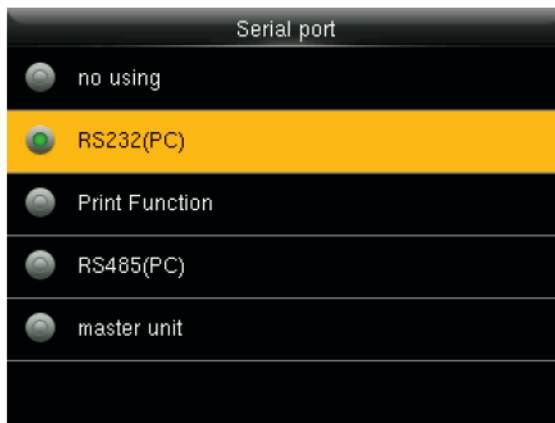 Serial port
no using
RS232(PC)
Print Function
RS485(PC)
master unit